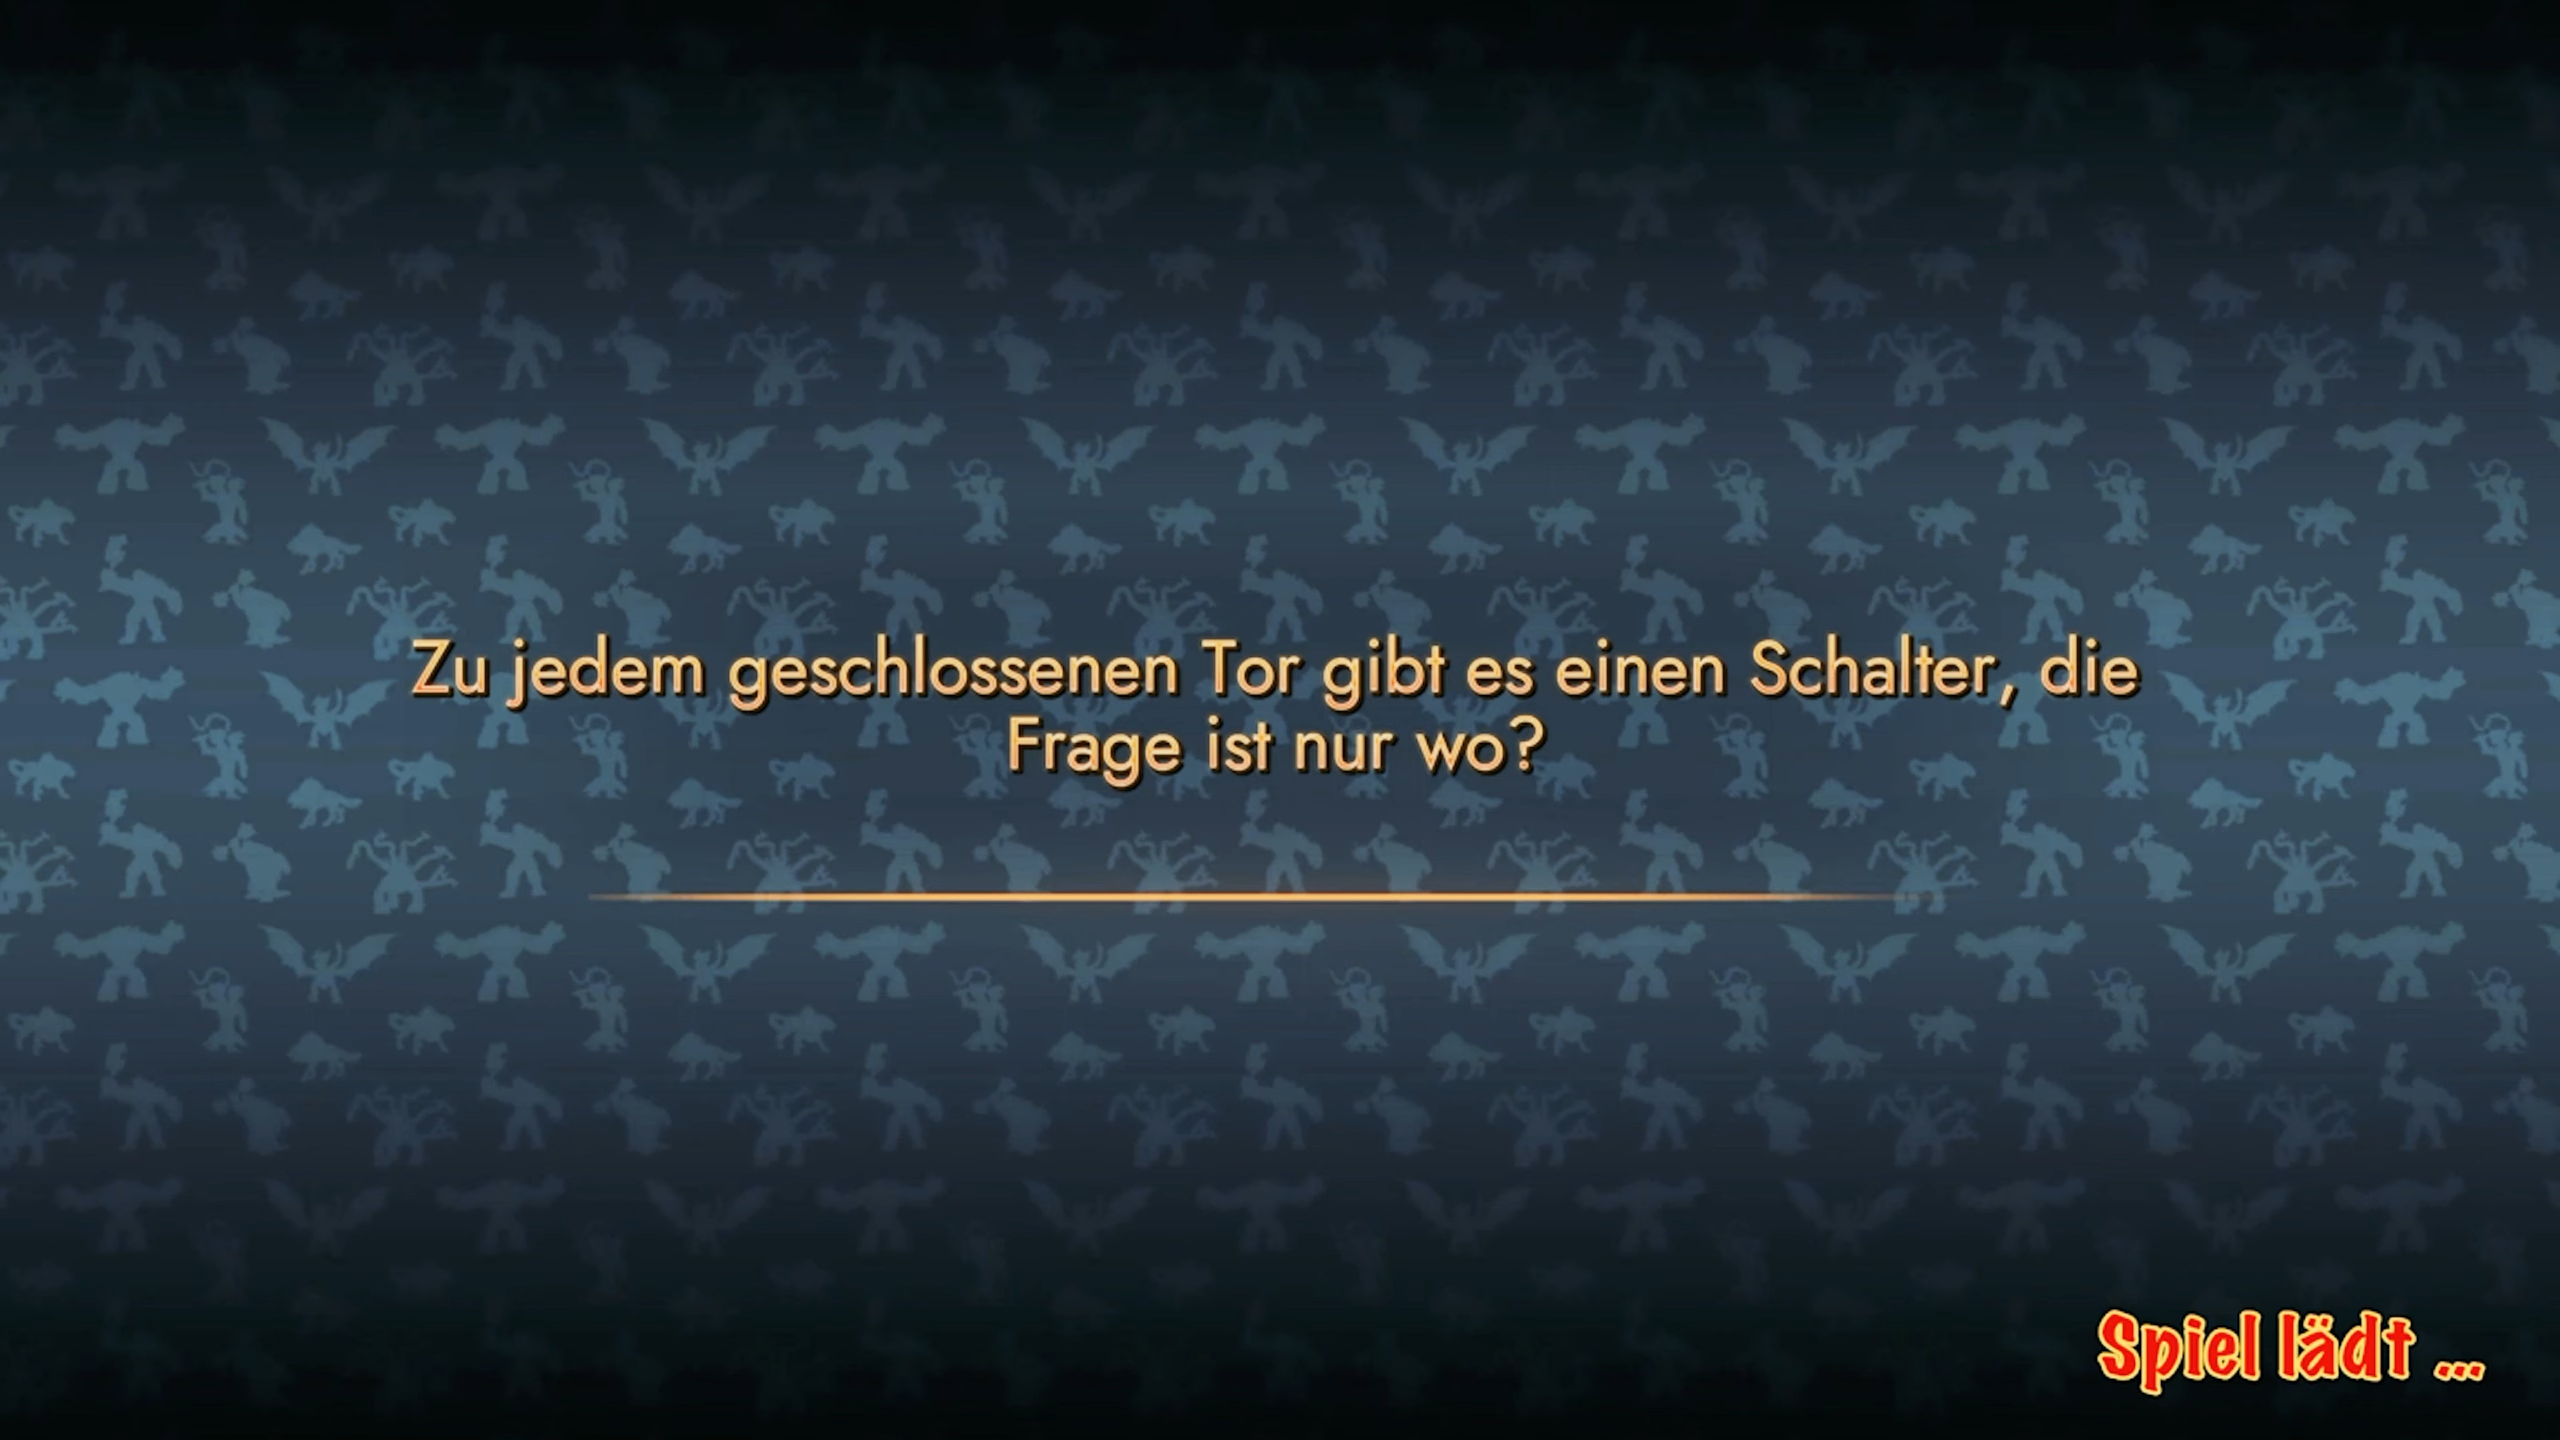 Zu jedem geschlossenen Tor gibt es einen Schalter, die
Frage ist nur wo?
Spiel lädt ...